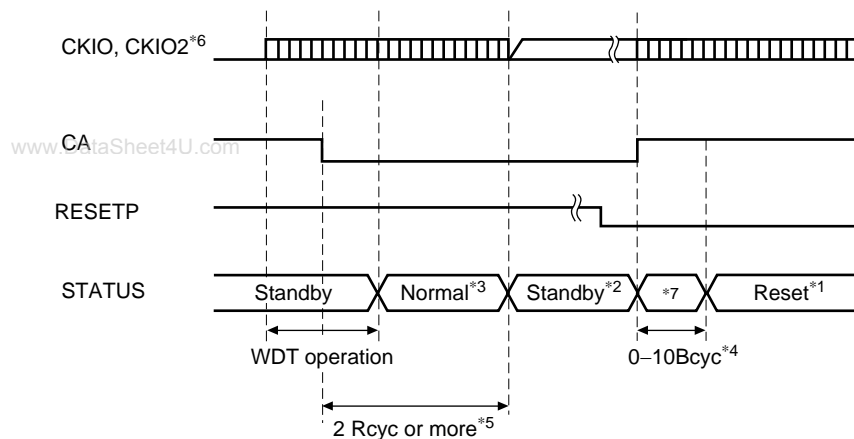 CKIO, CKIO2*6
CA
www.DataSheet4U.com
RESETP
STATUS Standby Normal*3 Standby*2 *7 Reset*1
WDT operation 0–10Bcyc*4
2 Rcyc or more*5